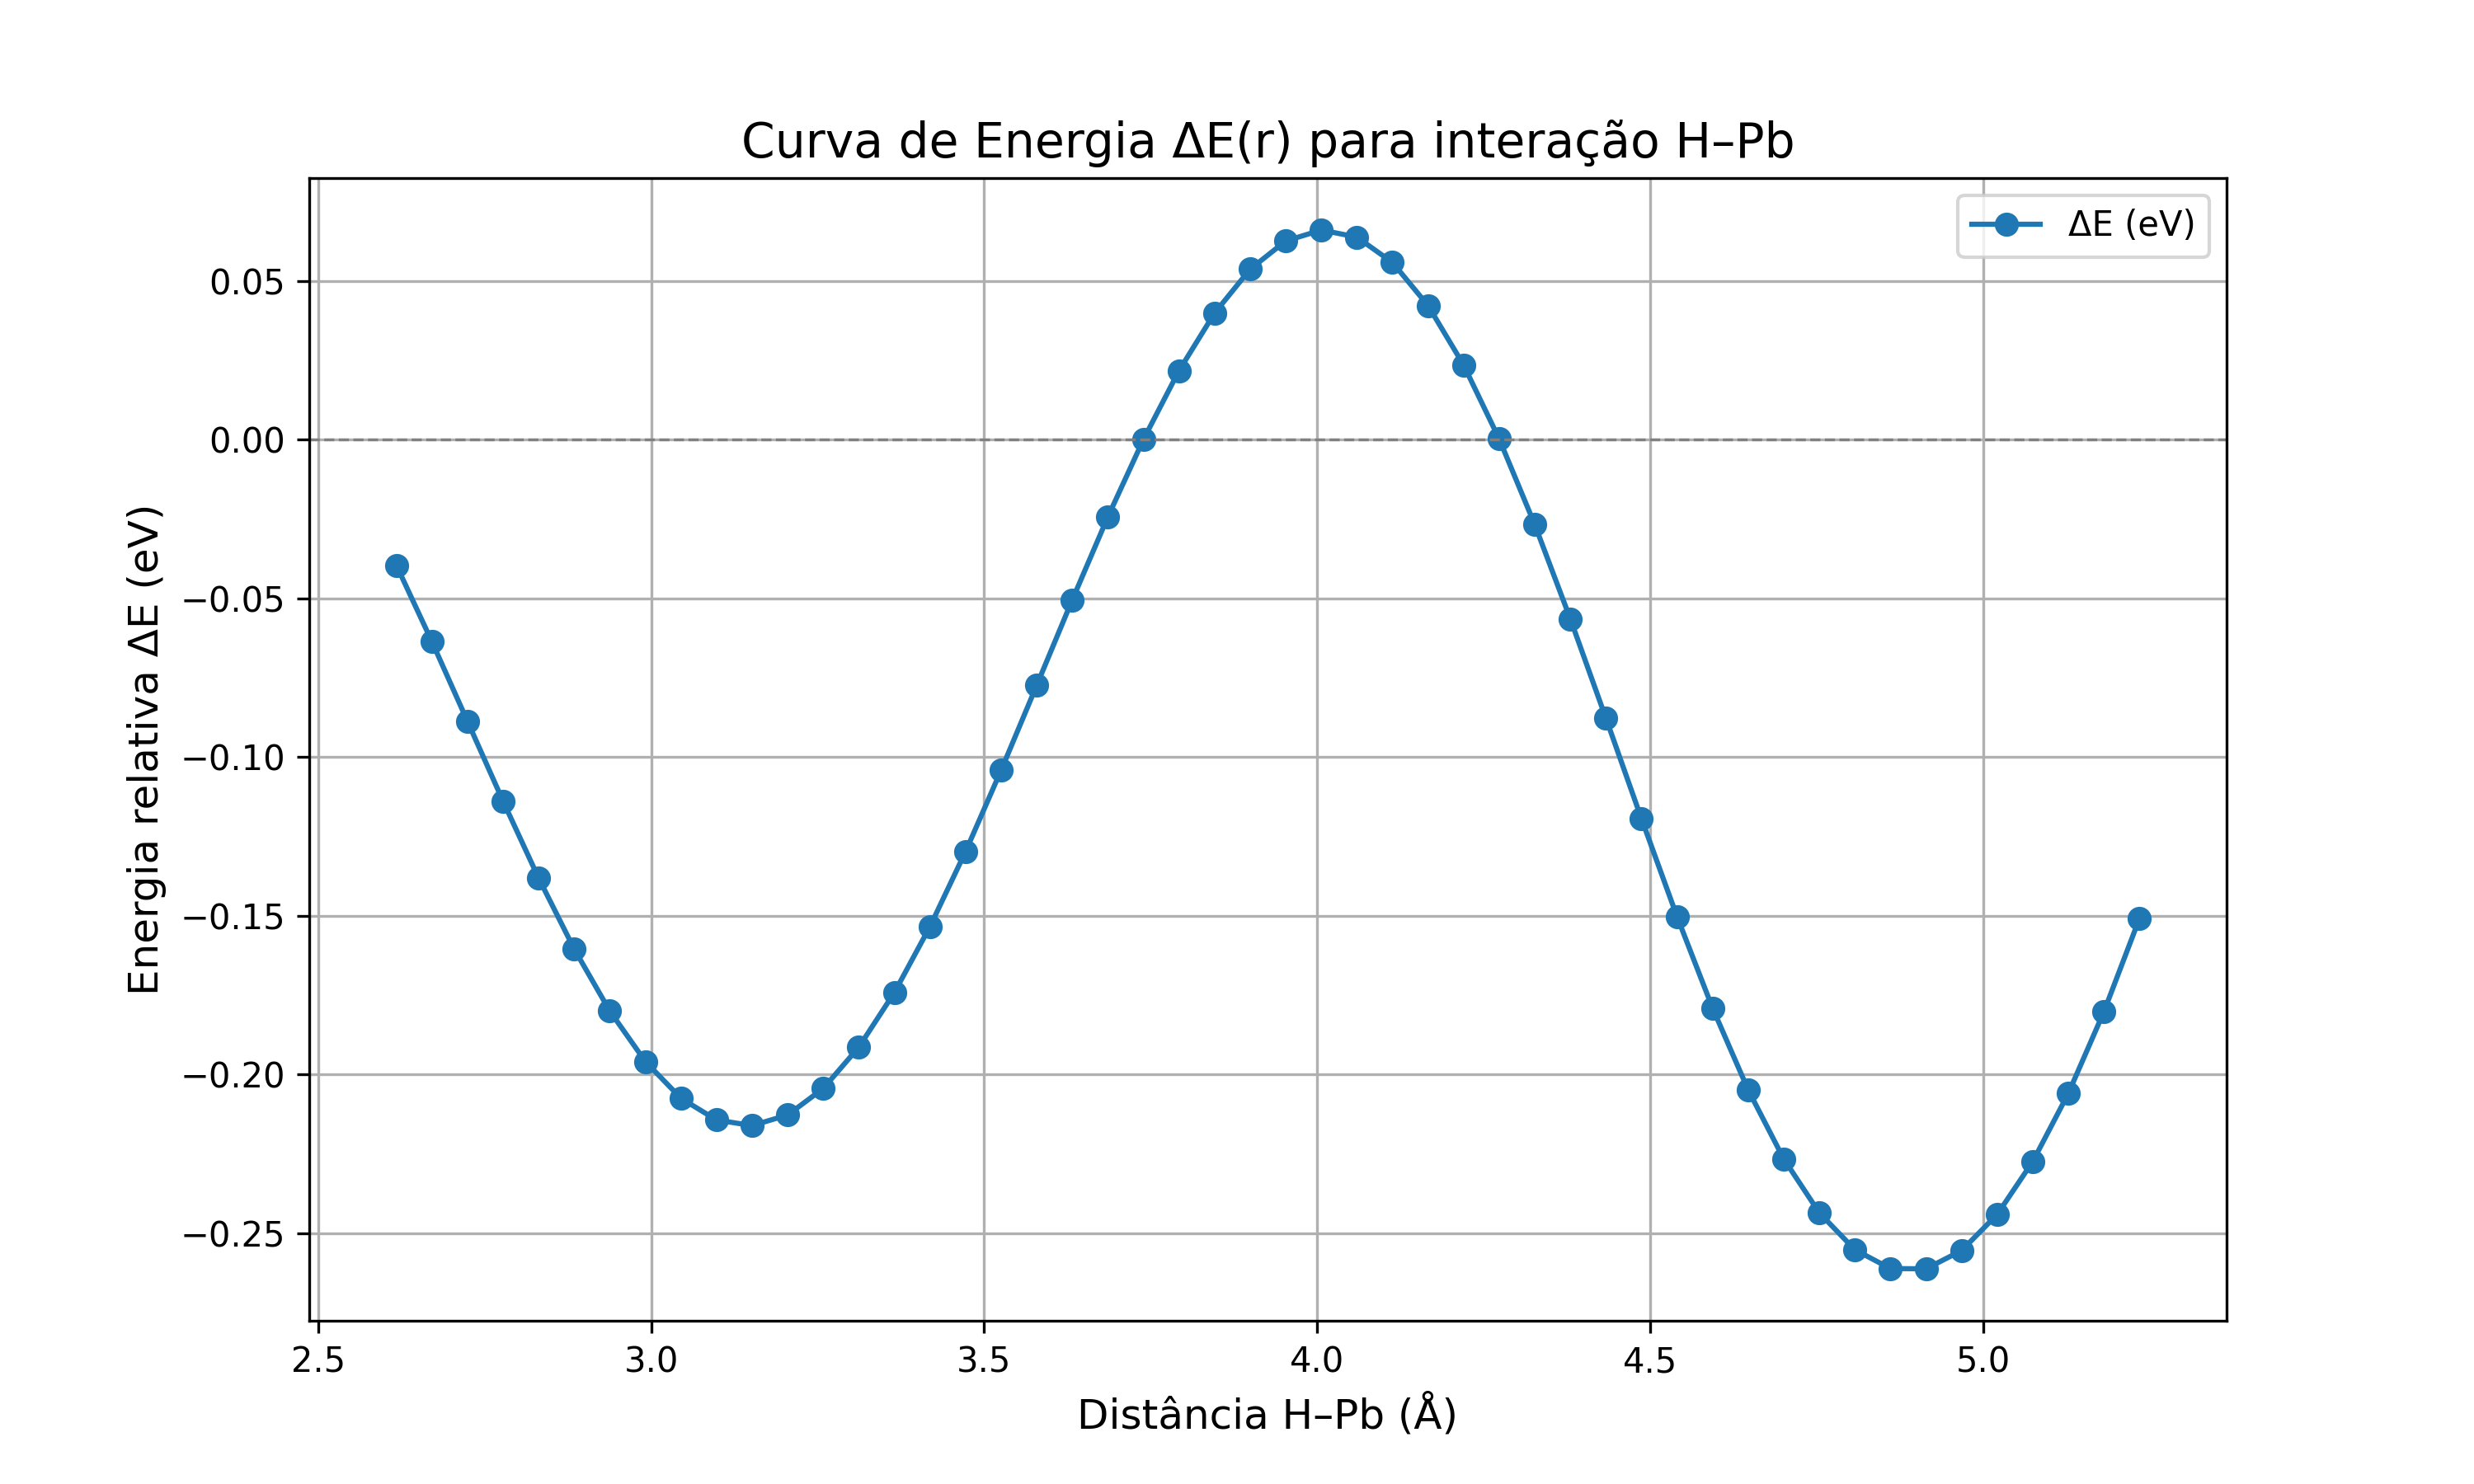 Curva de Energia ΔE(r) para interação H–Pb
ΔE (eV)
Energia relativa ΔE (eV)
0.05
0.00
−0.05
−0.10
−0.15
−0.20
−0.25
2.5 3.0 3.5 4.0 4.5 5.0
Distância H–Pb (Å)